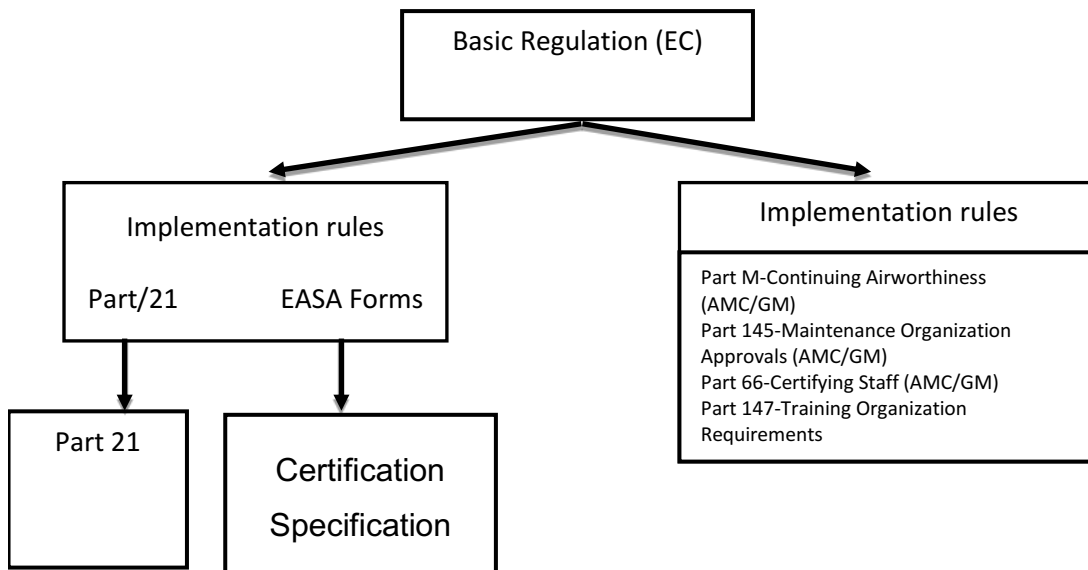 Basic Regulation (EC)
Implementation rules
Part/21 EASA Forms
Part 21
Certification
Specification
Implementation rules
Part M-Continuing Airworthiness
(AMC/GM)
Part 145-Maintenance Organization
Approvals (AMC/GM)
Part 66-Certifying Staff (AMC/GM)
Part 147-Training Organization
Requirements